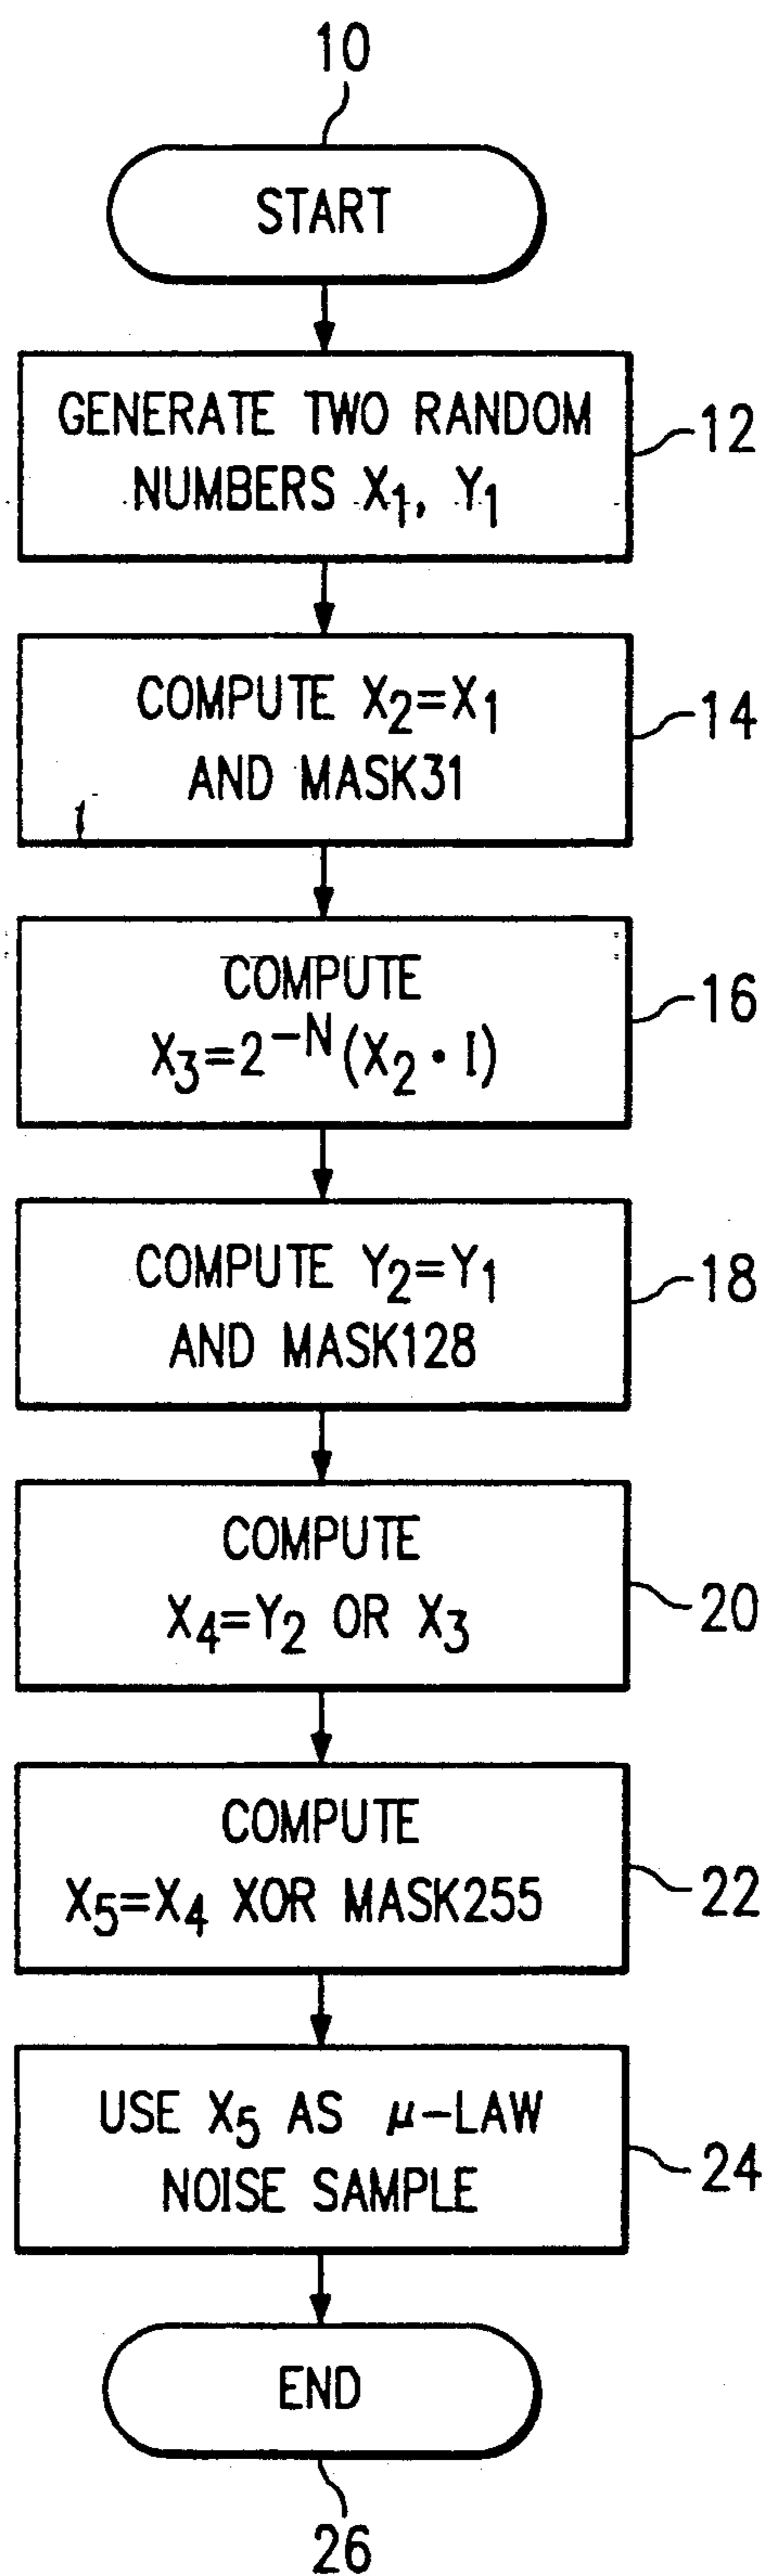 10
START
GENERATE TWO RANDOM
NUMBERS X₁, Y₁
12
COMPUTE X₂=X₁
AND MASK31
14
COMPUTE
X₃=2⁻ᴺ(X₂ · I)
16
COMPUTE Y₂=Y₁
AND MASK128
18
COMPUTE
X₄=Y₂ OR X₃
20
COMPUTE
X₅=X₄ XOR MASK255
22
USE X₅ AS μ-LAW
NOISE SAMPLE
24
END
26